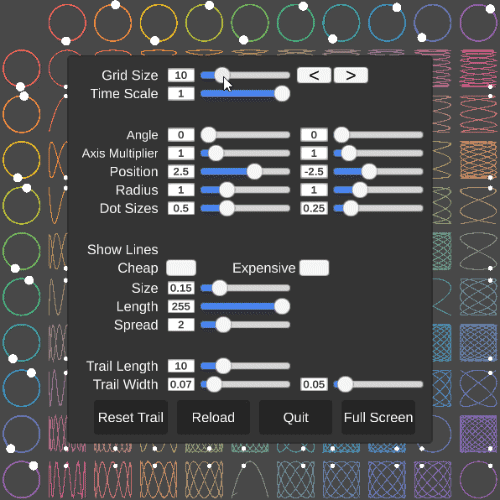 Grid Size 10 < >
Time Scale 1
Angle 0 0
Axis Multiplier 1 1
Position 2.5 -2.5
Radius 1 1
Dot Sizes 0.5 0.25
Show Lines
Cheap Expensive
Size 0.15
Length 255
Spread 2
Trail Length 10
Trail Width 0.07 0.05
Reset Trail Reload Quit Full Screen